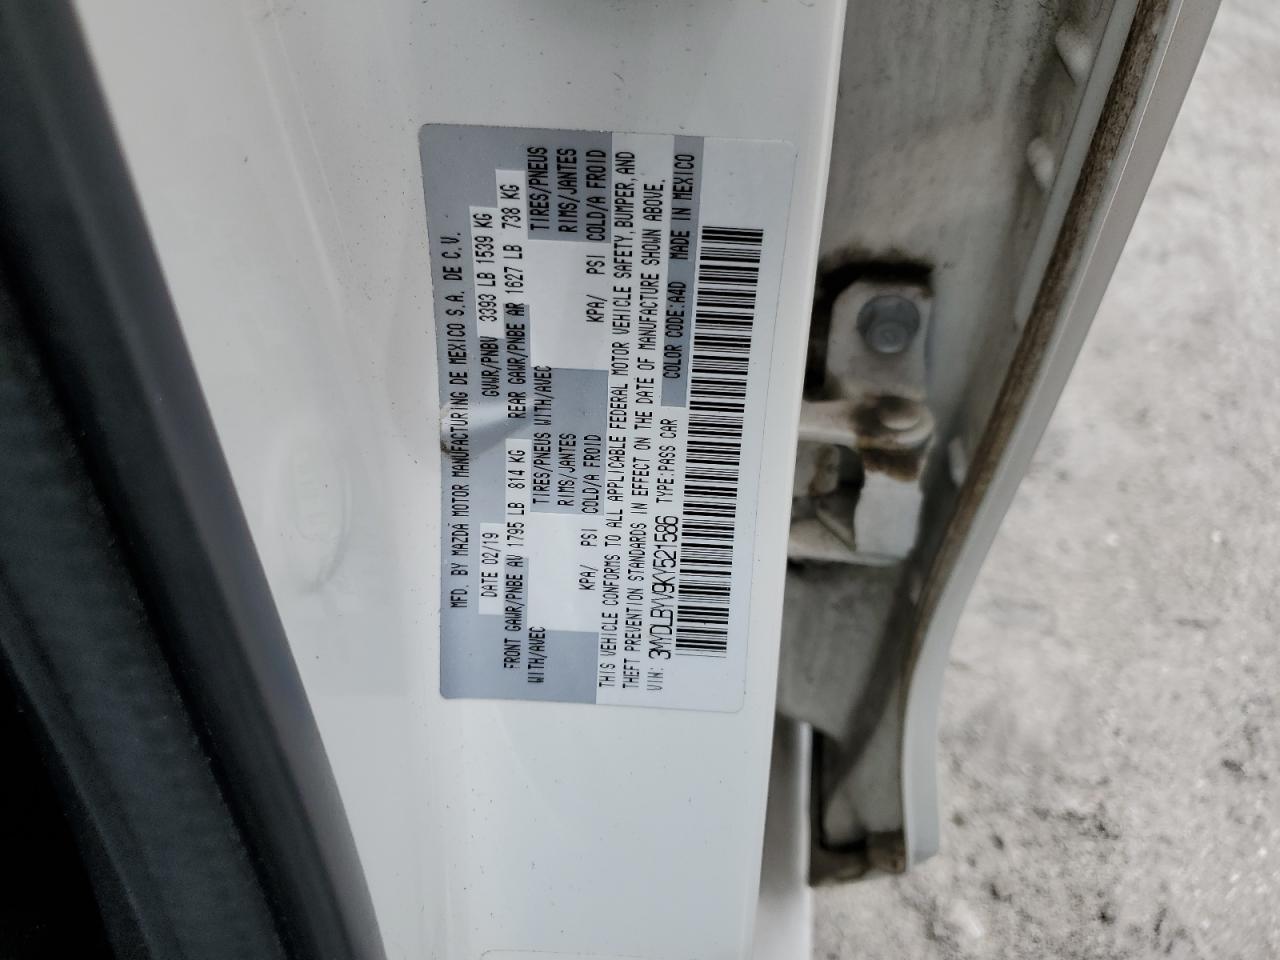 MFD. BY MAZDA MOTOR MANUFACTURING DE MEXICO S.A. DE C.V.
DATE 02/19 GVWR/PNBV 3393 LB 1539 KG
FRONT GAWR/PNBE AV 1795 LB 814 KG REAR GAWR/PNBE AR 1627 LB 738 KG
WITH/AVEC TIRES/PNEUS WITH/AVEC TIRES/PNEUS
RIMS/JANTES RIMS/JANTES
KPA/ PSI COLD/A FROID KPA/ PSI COLD/A FROID
THIS VEHICLE CONFORMS TO ALL APPLICABLE FEDERAL MOTOR VEHICLE SAFETY, BUMPER, AND
THEFT PREVENTION STANDARDS IN EFFECT ON THE DATE OF MANUFACTURE SHOWN ABOVE.
VIN: 3MYDLBYV9KY521586 TYPE:PASS CAR COLOR CODE:A4D MADE IN MEXICO